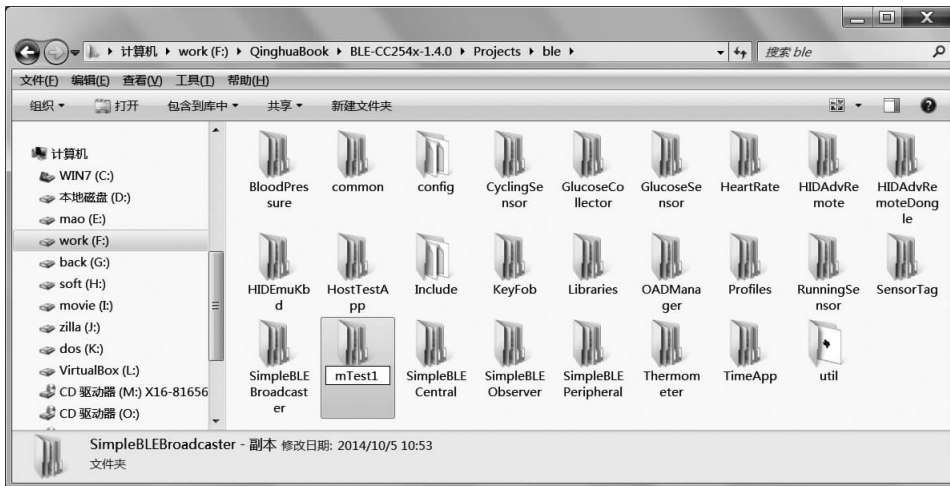 计算机 ▸ work (F:) ▸ QinghuaBook ▸ BLE-CC254x-1.4.0 ▸ Projects ▸ ble ▸
搜索 ble
文件(F) 编辑(E) 查看(V) 工具(T) 帮助(H)
组织 打开 包含到库中 共享 新建文件夹
计算机
WIN7 (C:)
本地磁盘 (D:)
mao (E:)
work (F:)
back (G:)
soft (H:)
movie (I:)
zilla (J:)
dos (K:)
VirtualBox (L:)
CD 驱动器 (M:) X16-81656
CD 驱动器 (O:)
BloodPres
sure
common
config
CyclingSe
nsor
GlucoseCo
llector
GlucoseSe
nsor
HeartRate
HIDAdvRe
mote
HIDAdvRe
moteDong
le
HIDEmuKb
d
HostTestA
pp
Include
KeyFob
Libraries
OADMana
ger
Profiles
RunningSe
nsor
SensorTag
SimpleBLE
Broadcast
er
mTest1
SimpleBLE
Central
SimpleBLE
Observer
SimpleBLE
Peripheral
Thermom
eter
TimeApp
util
SimpleBLEBroadcaster - 副本 修改日期: 2014/10/5 10:53
文件夹